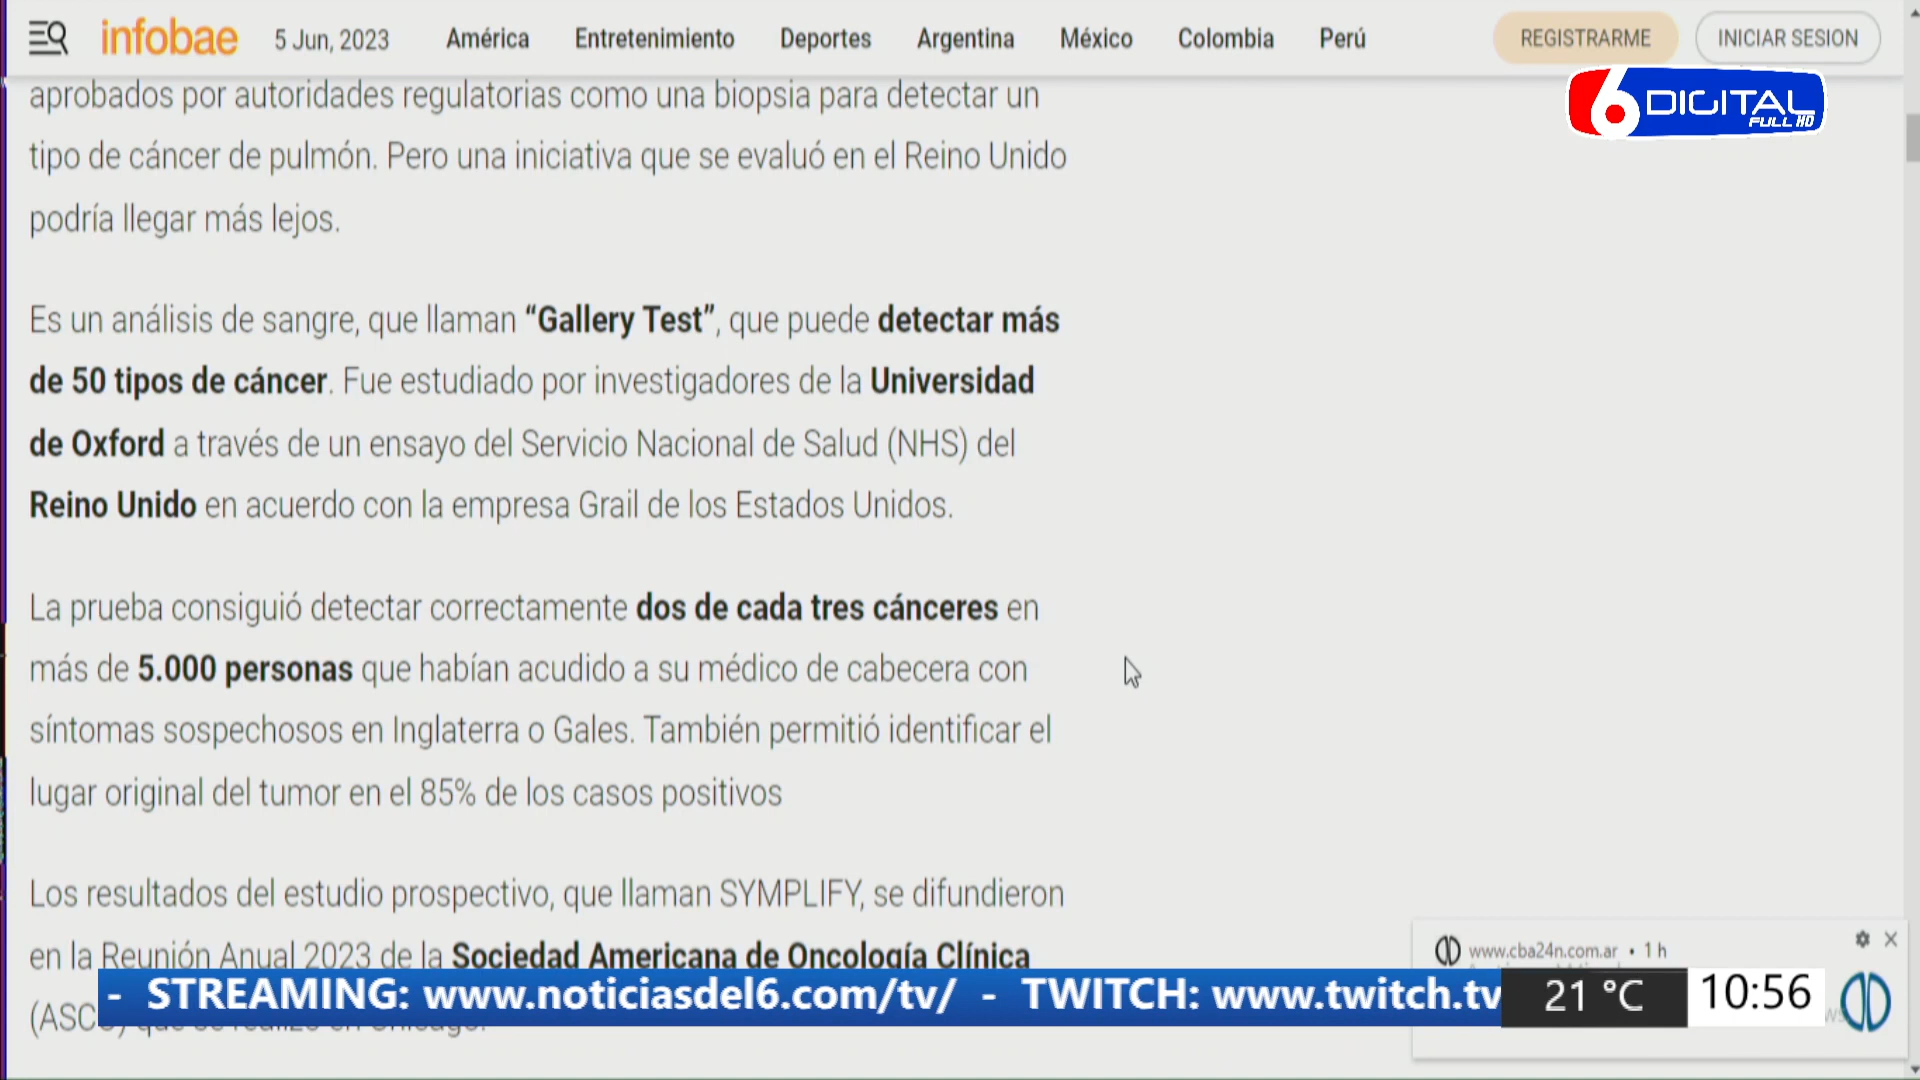 infobae
5 Jun, 2023
América
Entretenimiento
Deportes
Argentina
México
Colombia
Perú
REGISTRARME
INICIAR SESION
6 DIGITAL
FULL HD
aprobados por autoridades regulatorias como una biopsia para detectar un
tipo de cáncer de pulmón. Pero una iniciativa que se evaluó en el Reino Unido
podría llegar más lejos.
Es un análisis de sangre, que llaman “Gallery Test”, que puede detectar más
de 50 tipos de cáncer. Fue estudiado por investigadores de la Universidad
de Oxford a través de un ensayo del Servicio Nacional de Salud (NHS) del
Reino Unido en acuerdo con la empresa Grail de los Estados Unidos.
La prueba consiguió detectar correctamente dos de cada tres cánceres en
más de 5.000 personas que habían acudido a su médico de cabecera con
síntomas sospechosos en Inglaterra o Gales. También permitió identificar el
lugar original del tumor en el 85% de los casos positivos
Los resultados del estudio prospectivo, que llaman SYMPLIFY, se difundieron
en la Reunión Anual 2023 de la Sociedad Americana de Oncología Clínica
www.cba24n.com.ar • 1 h
- STREAMING: www.noticiasdel6.com/tv/ - TWITCH: www.twitch.tv
21 °C
10:56